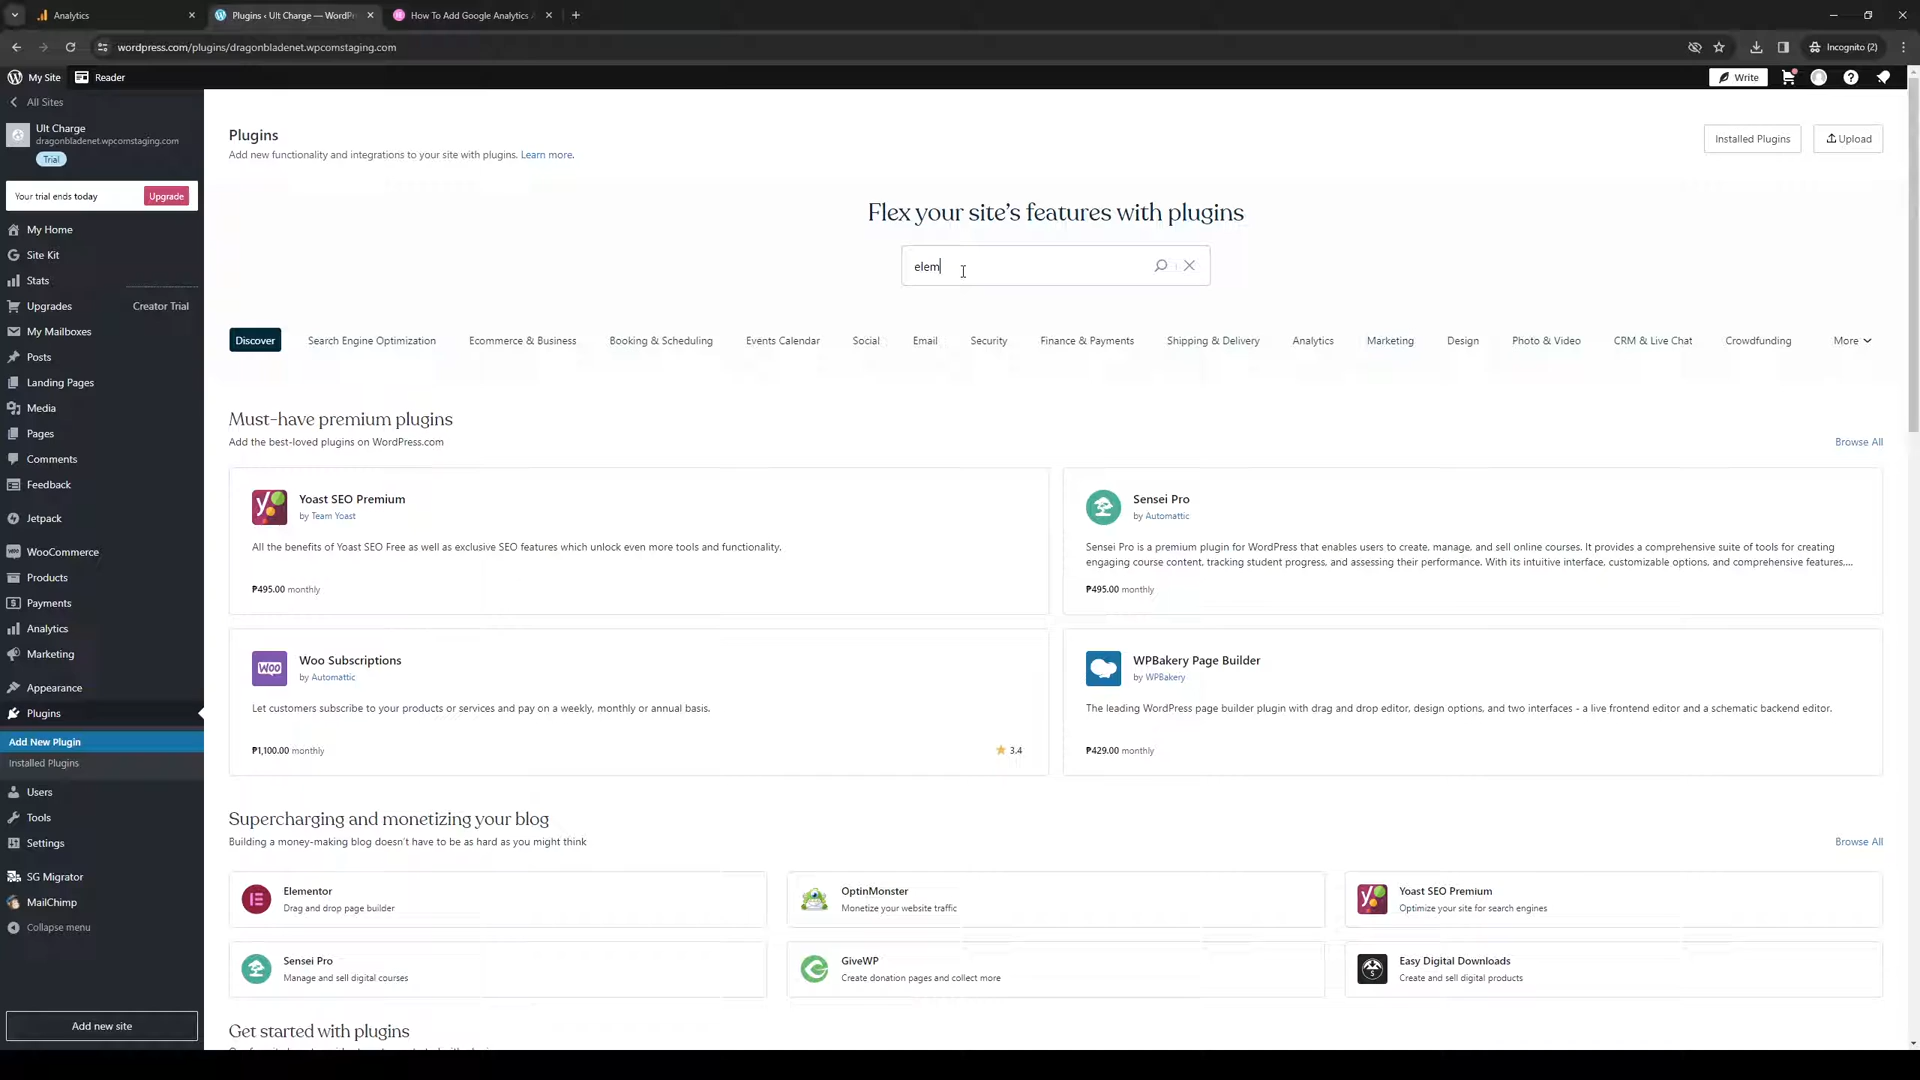 Analytics
Plugins ‹ Ult Charge — WordPr
How To Add Google Analytics
wordpress.com/plugins/dragonbladenet.wpcomstaging.com
Incognito (2)
My Site
Reader
Write
All Sites
Ult Charge
dragonbladenet.wpcomstaging.com
Trial
Your trial ends today
Upgrade
My Home
Site Kit
Stats
Upgrades
Creator Trial
My Mailboxes
Posts
Landing Pages
Media
Pages
Comments
Feedback
Jetpack
WooCommerce
Products
Payments
Analytics
Marketing
Appearance
Plugins
Add New Plugin
Installed Plugins
Users
Tools
Settings
SG Migrator
MailChimp
Collapse menu
Add new site
Plugins
Add new functionality and integrations to your site with plugins. Learn more.
Installed Plugins
Upload
Flex your site's features with plugins
elem
Discover
Search Engine Optimization
Ecommerce & Business
Booking & Scheduling
Events Calendar
Social
Email
Security
Finance & Payments
Shipping & Delivery
Analytics
Marketing
Design
Photo & Video
CRM & Live Chat
Crowdfunding
More
Must-have premium plugins
Add the best-loved plugins on WordPress.com
Browse All
Yoast SEO Premium
by Team Yoast
All the benefits of Yoast SEO Free as well as exclusive SEO features which unlock even more tools and functionality.
₱495.00 monthly
Sensei Pro
by Automattic
Sensei Pro is a premium plugin for WordPress that enables users to create, manage, and sell online courses. It provides a comprehensive suite of tools for creating
engaging course content, tracking student progress, and assessing their performance. With its intuitive interface, customizable options, and comprehensive features,...
₱495.00 monthly
Woo
Woo Subscriptions
by Automattic
Let customers subscribe to your products or services and pay on a weekly, monthly or annual basis.
₱1,100.00 monthly
3.4
WPBakery Page Builder
by WPBakery
The leading WordPress page builder plugin with drag and drop editor, design options, and two interfaces - a live frontend editor and a schematic backend editor.
₱429.00 monthly
Supercharging and monetizing your blog
Building a money-making blog doesn't have to be as hard as you might think
Browse All
Elementor
Drag and drop page builder
OptinMonster
Monetize your website traffic
Yoast SEO Premium
Optimize your site for search engines
Sensei Pro
Manage and sell digital courses
GiveWP
Create donation pages and collect more
Easy Digital Downloads
Create and sell digital products
Get started with plugins